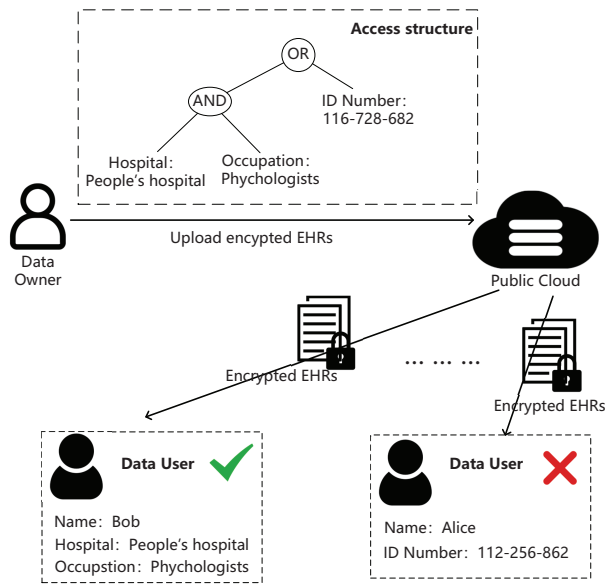 Access structure
OR
AND
ID Number:
116-728-682
Hospital:
People's hospital
Occupation:
Phychologists
Upload encypted EHRs
Data
Owner
Public Cloud
Encrypted EHRs
... ... ...
Encrypted EHRs
Data User
Name: Bob
Hospital: People's hospital
Occupstion: Phychologists
Data User
Name: Alice
ID Number: 112-256-862